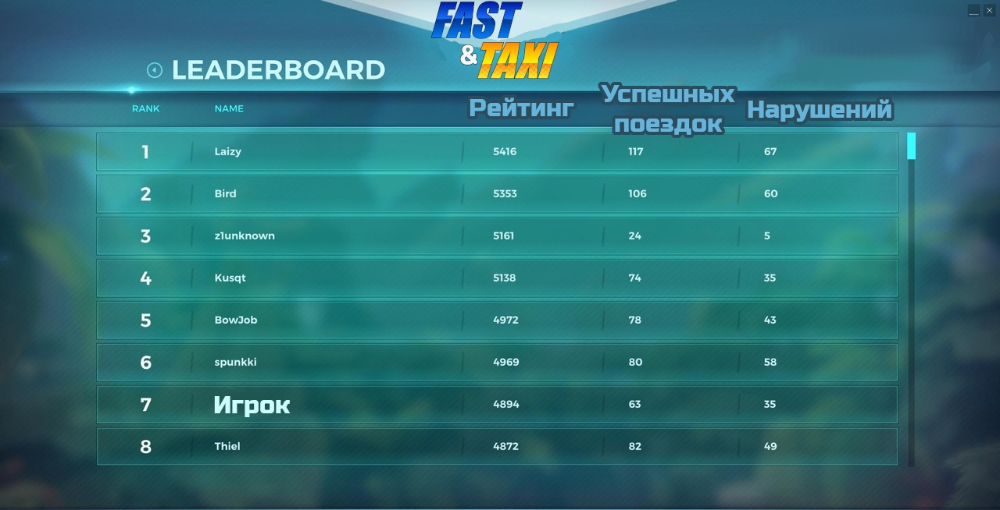 FAST
&TAXI
LEADERBOARD
RANK NAME Рейтинг Успешных поездок Нарушений
1 Laizy 5416 117 67
2 Bird 5353 106 60
3 z1unknown 5161 24 5
4 Kusqt 5138 74 35
5 BowJob 4972 78 43
6 spunkki 4969 80 58
7 Игрок 4894 63 35
8 Thiel 4872 82 49